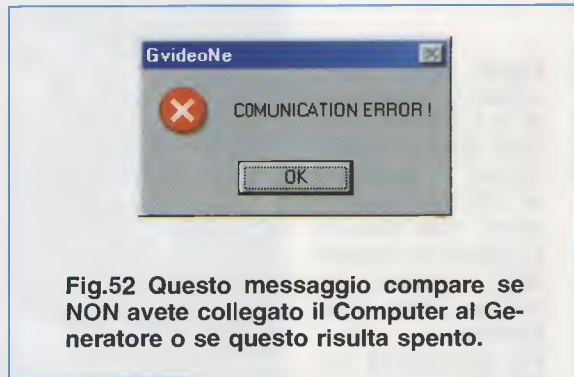 GvideoNe
COMUNICATION ERROR !
OK
Fig.52 Questo messaggio compare se
NON avete collegato il Computer al Ge-
neratore o se questo risulta spento.